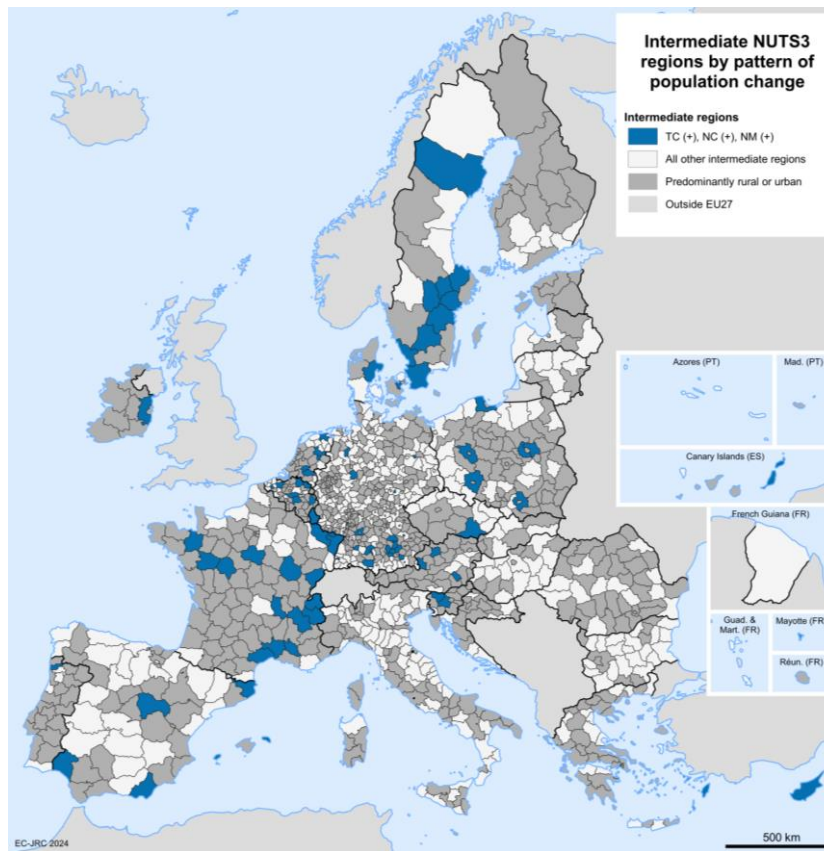 Intermediate NUTS3
regions by pattern of
population change
Intermediate regions
TC (+), NC (+), NM (+)
All other intermediate regions
Predominantly rural or urban
Outside EU27
Azores (PT)
Mad. (PT)
Canary Islands (ES)
French Guiana (FR)
Guad. &
Mart. (FR)
Mayotte (FR)
Réun. (FR)
EC-JRC 2024
500 km